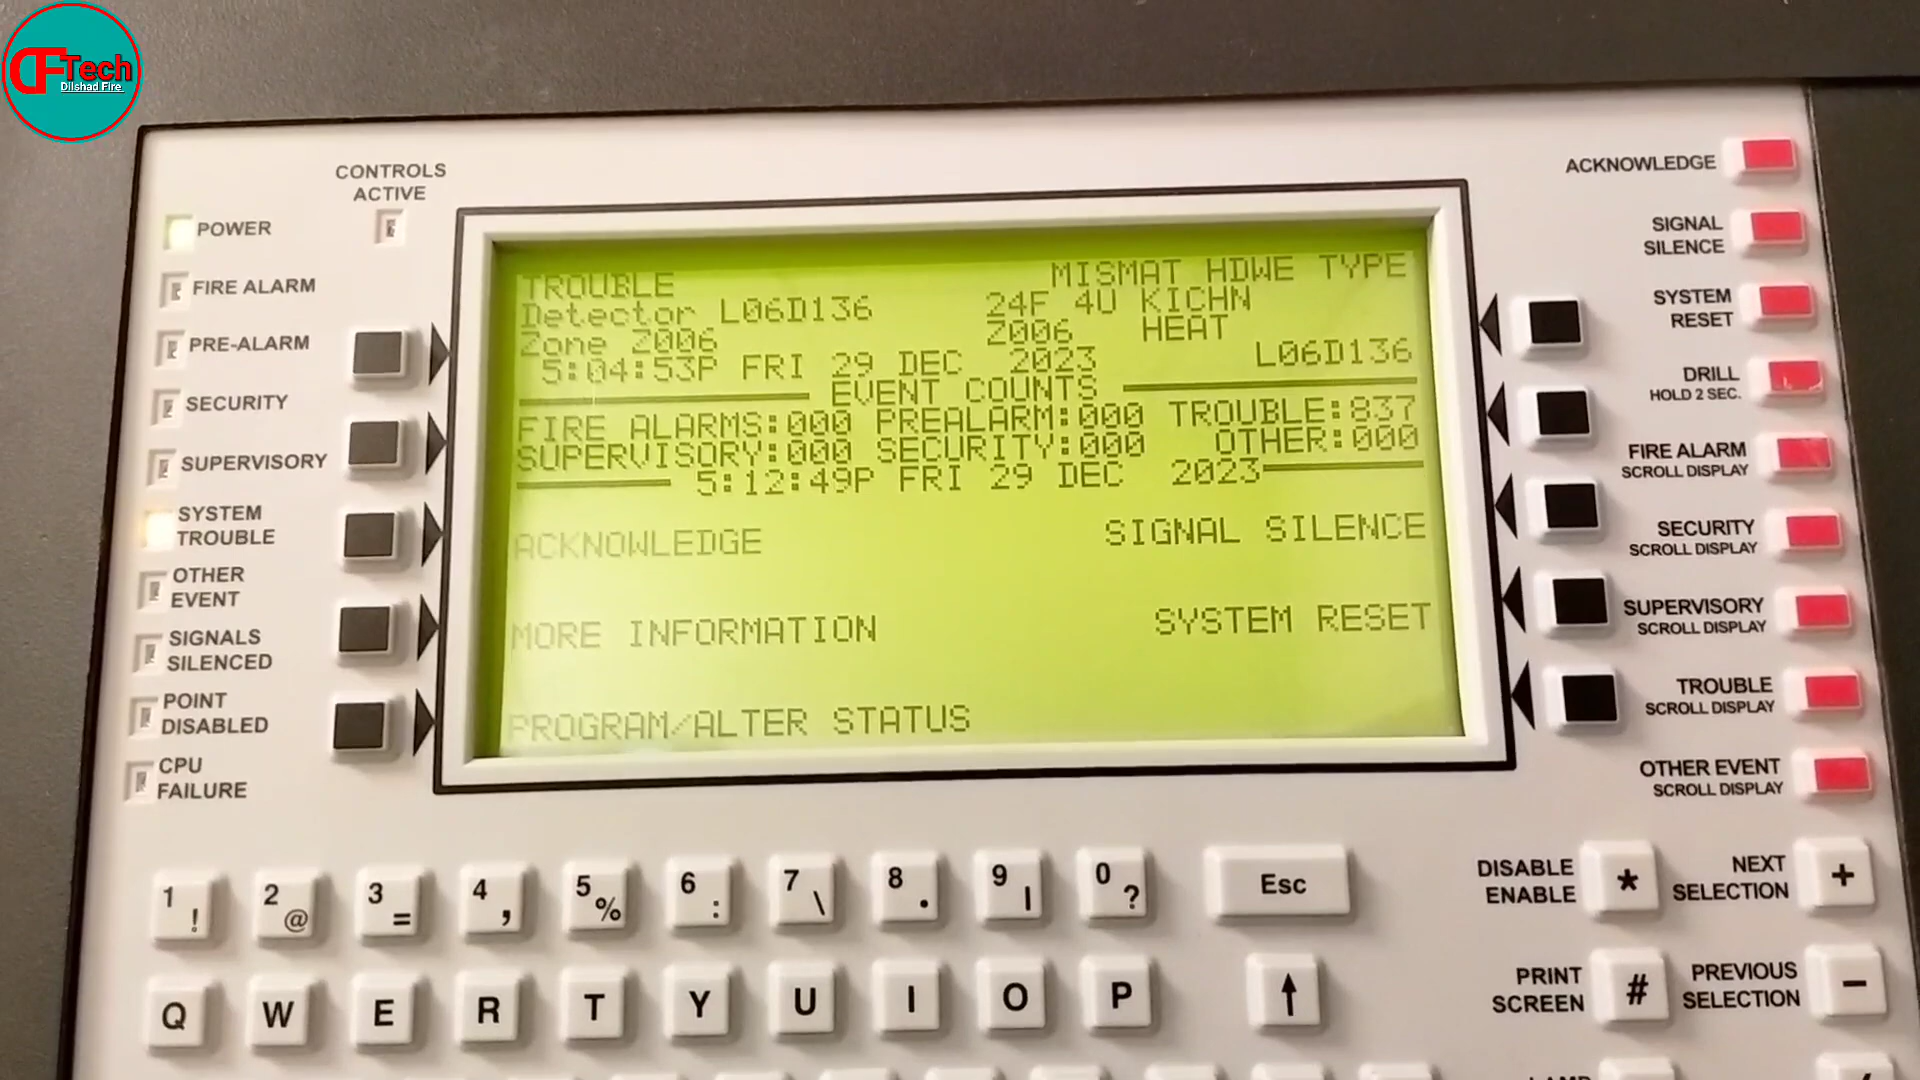 DFTech
Dilshad Fire
CONTROLS
ACTIVE
POWER
FIRE ALARM
PRE-ALARM
SECURITY
SUPERVISORY
SYSTEM
TROUBLE
OTHER
EVENT
SIGNALS
SILENCED
POINT
DISABLED
CPU
FAILURE
TROUBLE MISMAT HDWE TYPE
Detector L06D136 24F 4U KICHN
Zone Z006 Z006 HEAT
5:04:53P FRI 29 DEC 2023 L06D136
EVENT COUNTS
FIRE ALARMS:000 PREALARM:000 TROUBLE:837
SUPERVISORY:000 SECURITY:000 OTHER:000
5:12:49P FRI 29 DEC 2023
ACKNOWLEDGE SIGNAL SILENCE
MORE INFORMATION SYSTEM RESET
PROGRAM/ALTER STATUS
ACKNOWLEDGE
SIGNAL
SILENCE
SYSTEM
RESET
DRILL
HOLD 2 SEC.
FIRE ALARM
SCROLL DISPLAY
SECURITY
SCROLL DISPLAY
SUPERVISORY
SCROLL DISPLAY
TROUBLE
SCROLL DISPLAY
OTHER EVENT
SCROLL DISPLAY
1 ! 2 @ 3 = 4 , 5 % 6 : 7 \ 8 . 9 | 0 ? Esc
DISABLE
ENABLE *
NEXT
SELECTION +
Q W E R T Y U I O P ↑
PRINT
SCREEN #
PREVIOUS
SELECTION -